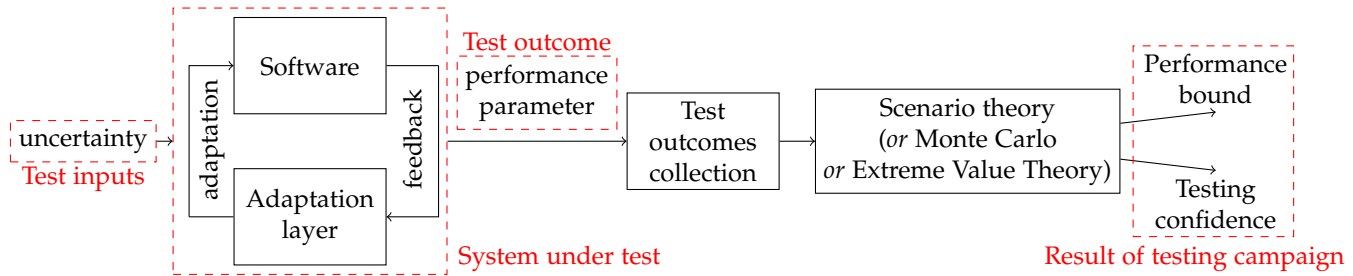 uncertainty
Test inputs
Software
adaptation
feedback
Adaptation
layer
System under test
Test outcome
performance
parameter
Test
outcomes
collection
Scenario theory
(or Monte Carlo
or Extreme Value Theory)
Performance
bound
Testing
confidence
Result of testing campaign